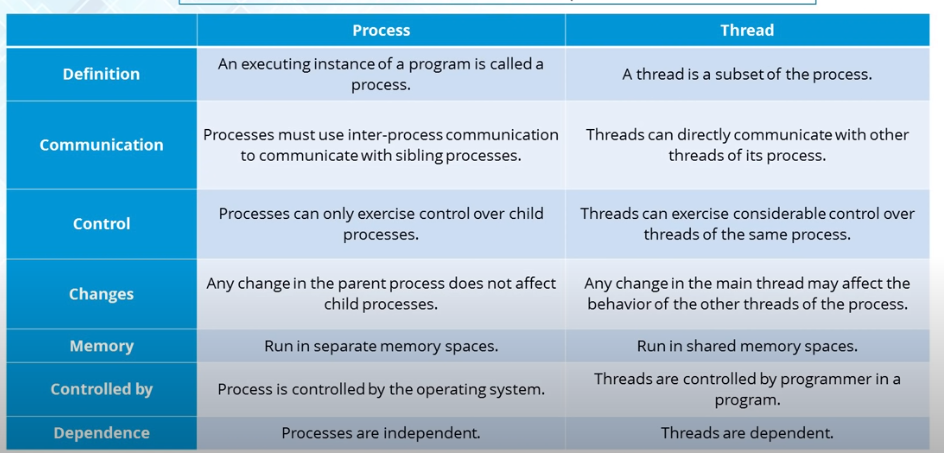 Process
Thread
Definition
An executing instance of a program is called a
process.
A thread is a subset of the process.
Communication
Processes must use inter-process communication
to communicate with sibling processes.
Threads can directly communicate with other
threads of its process.
Control
Processes can only exercise control over child
processes.
Threads can exercise considerable control over
threads of the same process.
Changes
Any change in the parent process does not affect
child processes.
Any change in the main thread may affect the
behavior of the other threads of the process.
Memory
Run in separate memory spaces.
Run in shared memory spaces.
Controlled by
Process is controlled by the operating system.
Threads are controlled by programmer in a
program.
Dependence
Processes are independent.
Threads are dependent.